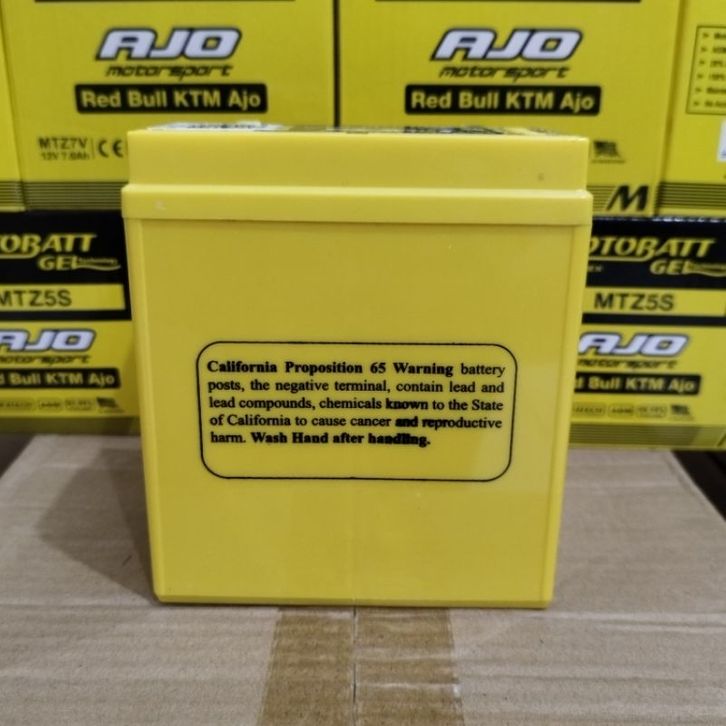 AJO
motorsport
Red Bull KTM Ajo
MTZ7V
12V 7.0Ah
CE
AJO
motorsport
Red Bull KTM Ajo
M
TOBATT
GEL
MTZ5S
AJO
motorsport
Bull KTM Ajo
OTOBATT
GEL
MTZ5S
AJO
motorsport
Bull KTM Ajo
California Proposition 65 Warning battery
posts, the negative terminal, contain lead and
lead compounds, chemicals known to the State
of California to cause cancer and reproductive
harm. Wash Hand after handling.